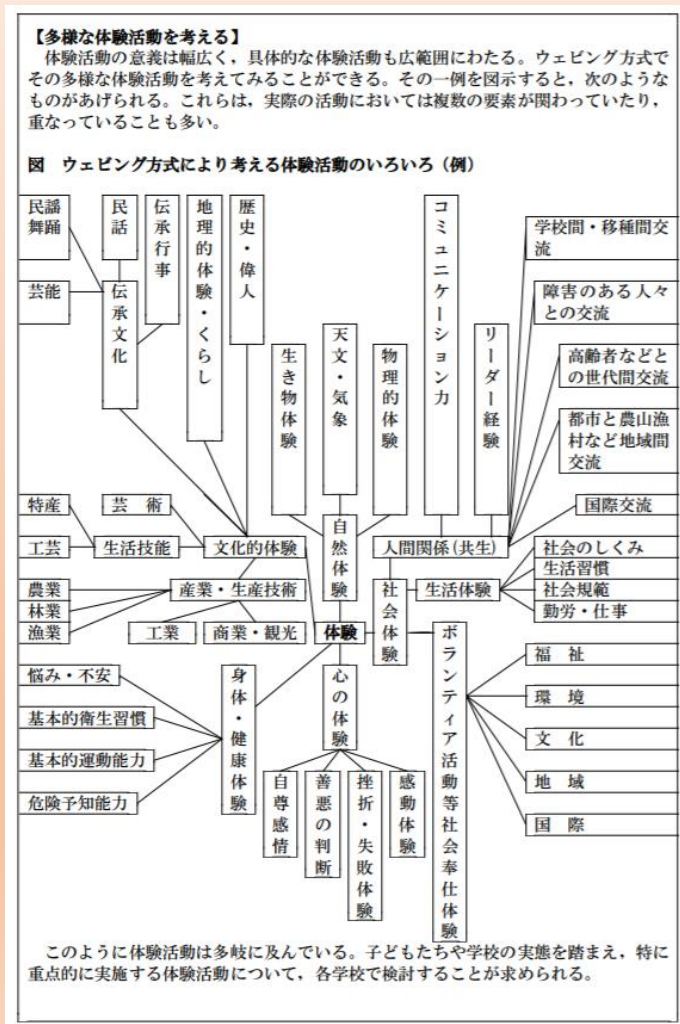 【多様な体験活動を考える】
　体験活動の意義は幅広く，具体的な体験活動も広範囲にわたる。ウェビング方式で
その多様な体験活動を考えてみることができる。その一例を図示すると，次のような
ものがあげられる。これらは，実際の活動においては複数の要素が関わっていたり，
重なっていることも多い。
図　ウェビング方式により考える体験活動のいろいろ（例）
民謡
舞踊
民話
伝承行事
地理的体験・くらし
歴史・偉人
コミュニケーション力
学校間・移種間交
流
芸能
伝承文化
生き物体験
天文・気象
物理的体験
リーダー経験
障害のある人々
との交流
高齢者などと
の世代間交流
都市と農山漁
村など地域間
交流
特産
芸　術
国際交流
工芸
生活技能
文化的体験
自然体験
人間関係（共生）
社会のしくみ
生活習慣
農業
産業・生産技術
社会体験
生活体験
社会規範
林業
勤労・仕事
漁業
工業
商業・観光
体験
ボランティア活動等社会奉仕体験
福　祉
悩み・不安
身体・健康体験
心の体験
環　境
基本的衛生習慣
文　化
基本的運動能力
地　域
危険予知能力
自尊感情
善悪の判断
挫折・失敗体験
感動体験
国　際
　このように体験活動は多岐に及んでいる。子どもたちや学校の実態を踏まえ，特に
重点的に実施する体験活動について，各学校で検討することが求められる。